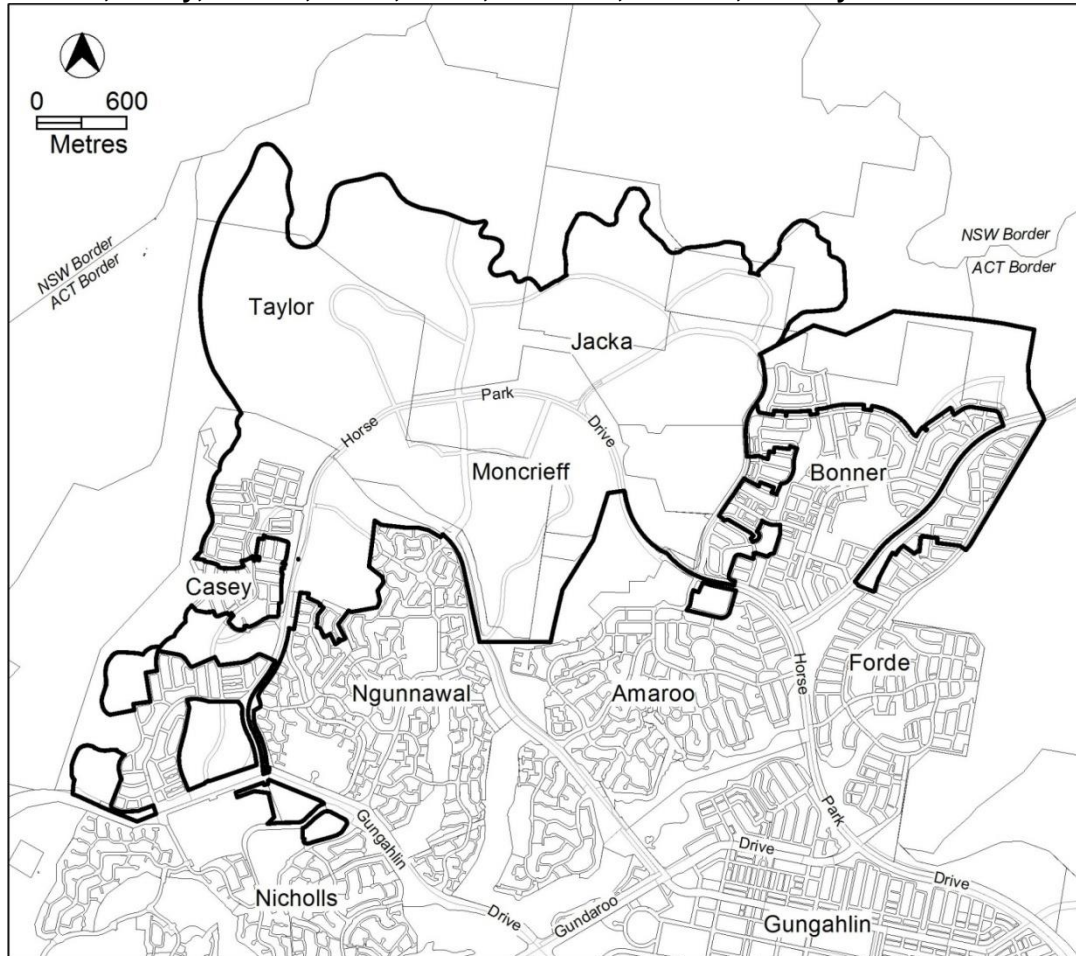 0 600
Metres
NSW Border
ACT Border
NSW Border
ACT Border
Taylor
Jacka
Park
Horse
Drive
Moncrieff
Bonner
Casey
Ngunnawal
Amaroo
Horse
Forde
Gungahlin
Park
Drive
Drive
Nicholls
Drive
Gundaroo
Gungahlin